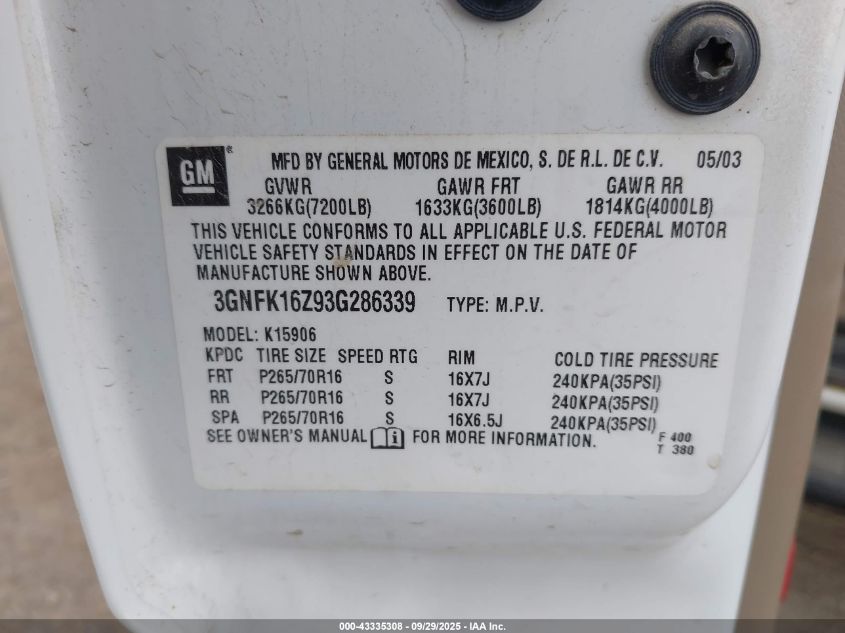 GM® MFD BY GENERAL MOTORS DE MEXICO, S. DE R.L. DE C.V. 05/03
GVWR GAWR FRT GAWR RR
3266KG(7200LB) 1633KG(3600LB) 1814KG(4000LB)
THIS VEHICLE CONFORMS TO ALL APPLICABLE U.S. FEDERAL MOTOR
VEHICLE SAFETY STANDARDS IN EFFECT ON THE DATE OF
MANUFACTURE SHOWN ABOVE.
3GNFK16Z93G286339 TYPE: M.P.V.
MODEL: K15906
KPDC TIRE SIZE SPEED RTG RIM COLD TIRE PRESSURE
FRT P265/70R16 S 16X7J 240KPA(35PSI)
RR P265/70R16 S 16X7J 240KPA(35PSI)
SPA P265/70R16 S 16X6.5J 240KPA(35PSI)
SEE OWNER'S MANUAL i FOR MORE INFORMATION. F 400
T 380
000-43335308 - 09/29/2025 - IAA Inc.